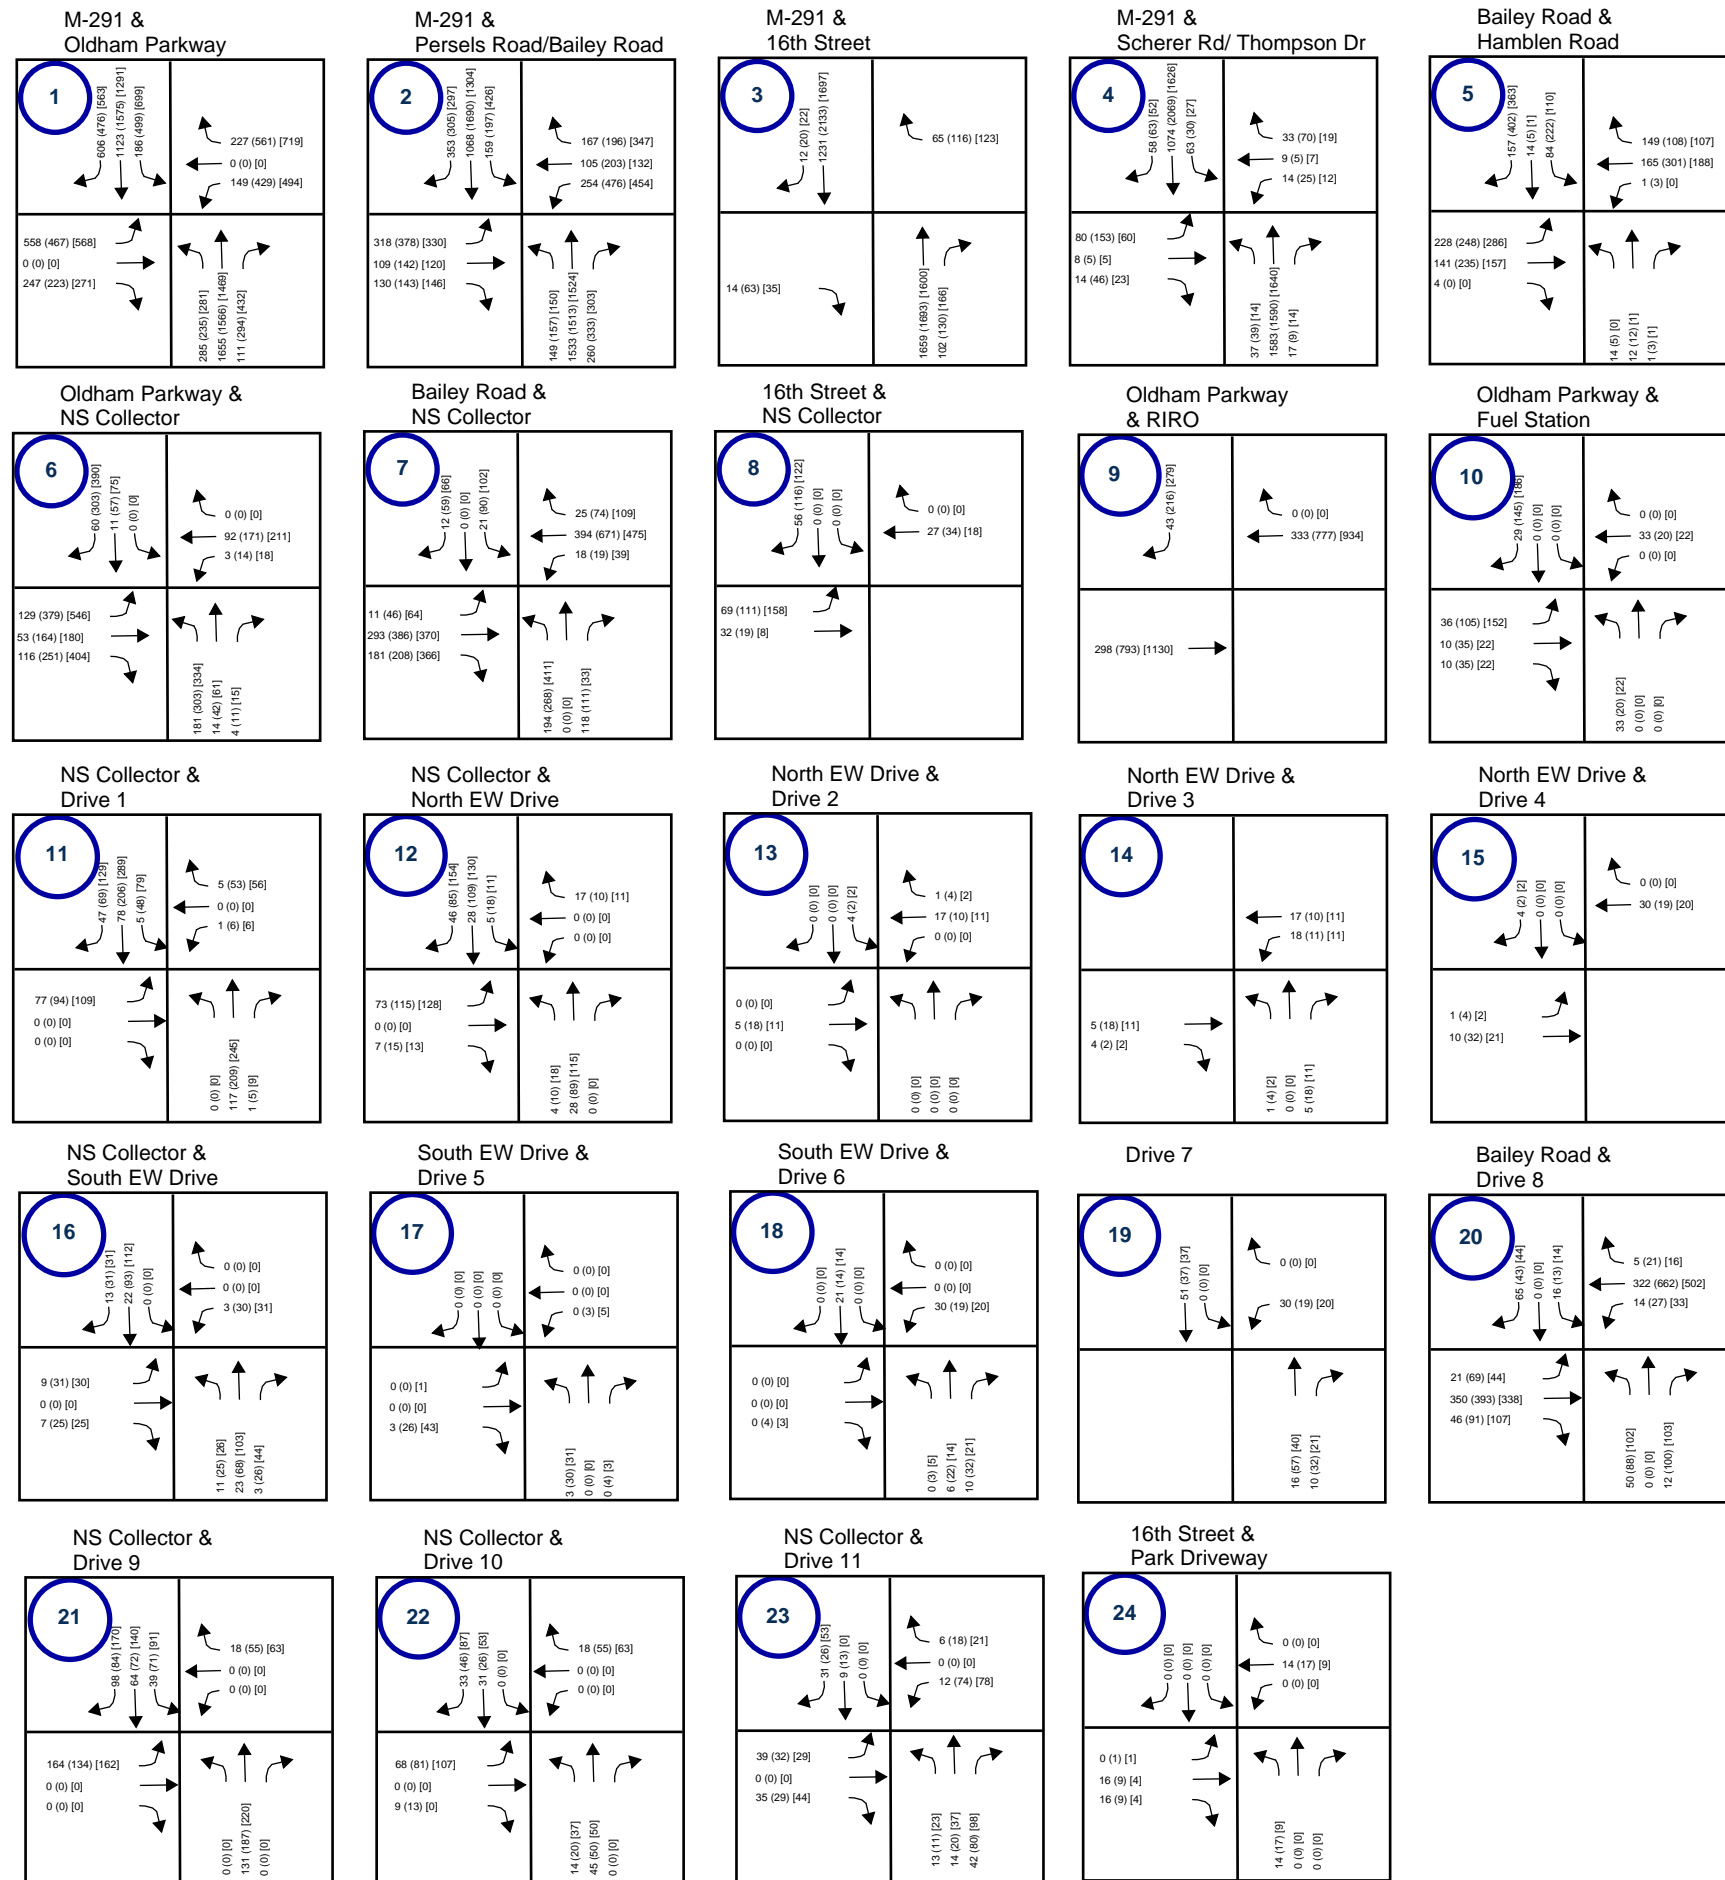 M-291 &
Oldham Parkway
1
606 (476) [563]
1123 (1575) [1291]
186 (499) [699]
227 (561) [719]
0 (0) [0]
149 (429) [494]
558 (467) [568]
0 (0) [0]
247 (223) [271]
285 (235) [281]
1655 (1566) [1469]
111 (294) [432]
M-291 &
Persels Road/Bailey Road
2
353 (305) [297]
1068 (1690) [1304]
159 (197) [426]
167 (196) [347]
105 (203) [132]
254 (476) [454]
318 (378) [330]
109 (142) [120]
130 (143) [146]
149 (157) [150]
1533 (1513) [1524]
260 (333) [303]
M-291 &
16th Street
3
12 (20) [22]
1231 (2133) [1697]
65 (116) [123]
14 (63) [35]
1659 (1693) [1600]
102 (130) [166]
M-291 &
Scherer Rd/ Thompson Dr
4
58 (63) [52]
1074 (2069) [1626]
63 (30) [27]
33 (70) [19]
9 (5) [7]
14 (25) [12]
80 (153) [60]
8 (5) [5]
14 (46) [23]
37 (39) [14]
1583 (1590) [1640]
17 (9) [14]
Bailey Road &
Hamblen Road
5
157 (402) [363]
14 (5) [1]
84 (222) [110]
149 (108) [107]
165 (301) [188]
1 (3) [0]
228 (248) [286]
141 (235) [157]
4 (0) [0]
14 (5) [0]
12 (12) [1]
1 (3) [1]
Oldham Parkway &
NS Collector
6
60 (303) [390]
11 (57) [75]
0 (0) [0]
0 (0) [0]
92 (171) [211]
3 (14) [18]
129 (379) [546]
53 (164) [180]
116 (251) [404]
181 (303) [334]
14 (42) [61]
4 (11) [15]
Bailey Road &
NS Collector
7
12 (59) [66]
0 (0) [0]
21 (90) [102]
25 (74) [109]
394 (671) [475]
18 (19) [39]
11 (46) [64]
293 (386) [370]
181 (208) [366]
194 (268) [411]
0 (0) [0]
118 (111) [33]
16th Street &
NS Collector
8
56 (116) [122]
0 (0) [0]
0 (0) [0]
0 (0) [0]
27 (34) [18]
69 (111) [158]
32 (19) [8]
Oldham Parkway
& RIRO
9
43 (216) [279]
0 (0) [0]
333 (777) [934]
298 (793) [1130]
Oldham Parkway &
Fuel Station
10
29 (145) [186]
0 (0) [0]
0 (0) [0]
0 (0) [0]
33 (20) [22]
0 (0) [0]
36 (105) [152]
10 (35) [22]
10 (35) [22]
33 (20) [22]
0 (0) [0]
0 (0) [0]
NS Collector &
Drive 1
11
47 (69) [129]
78 (206) [289]
5 (48) [79]
5 (53) [56]
0 (0) [0]
1 (6) [6]
77 (94) [109]
0 (0) [0]
0 (0) [0]
0 (0) [0]
117 (209) [245]
1 (5) [9]
NS Collector &
North EW Drive
12
46 (85) [154]
28 (109) [130]
5 (18) [11]
17 (10) [11]
0 (0) [0]
0 (0) [0]
73 (115) [128]
0 (0) [0]
7 (15) [13]
4 (10) [18]
28 (89) [115]
0 (0) [0]
North EW Drive &
Drive 2
13
0 (0) [0]
0 (0) [0]
4 (2) [2]
1 (4) [2]
17 (10) [11]
0 (0) [0]
0 (0) [0]
5 (18) [11]
0 (0) [0]
0 (0) [0]
0 (0) [0]
0 (0) [0]
North EW Drive &
Drive 3
14
17 (10) [11]
18 (11) [11]
5 (18) [11]
4 (2) [2]
1 (4) [2]
0 (0) [0]
5 (18) [11]
North EW Drive &
Drive 4
15
4 (2) [2]
0 (0) [0]
0 (0) [0]
0 (0) [0]
30 (19) [20]
1 (4) [2]
10 (32) [21]
NS Collector &
South EW Drive
16
13 (31) [31]
22 (93) [112]
0 (0) [0]
0 (0) [0]
0 (0) [0]
3 (30) [31]
9 (31) [30]
0 (0) [0]
7 (25) [25]
11 (25) [26]
23 (68) [103]
3 (26) [44]
South EW Drive &
Drive 5
17
0 (0) [0]
0 (0) [0]
0 (0) [0]
0 (0) [0]
0 (0) [0]
0 (3) [5]
0 (0) [1]
0 (0) [0]
3 (26) [43]
3 (30) [31]
0 (0) [0]
0 (4) [3]
South EW Drive &
Drive 6
18
0 (0) [0]
21 (14) [14]
0 (0) [0]
0 (0) [0]
0 (0) [0]
30 (19) [20]
0 (0) [0]
0 (0) [0]
0 (4) [3]
0 (3) [5]
6 (22) [14]
10 (32) [21]
Drive 7
19
51 (37) [37]
0 (0) [0]
0 (0) [0]
30 (19) [20]
16 (57) [40]
10 (32) [21]
Bailey Road &
Drive 8
20
65 (43) [44]
0 (0) [0]
16 (13) [14]
5 (21) [16]
322 (662) [502]
14 (27) [33]
21 (69) [44]
350 (393) [338]
46 (91) [107]
50 (88) [102]
0 (0) [0]
12 (100) [103]
NS Collector &
Drive 9
21
98 (84) [170]
64 (72) [140]
39 (71) [91]
18 (55) [63]
0 (0) [0]
0 (0) [0]
164 (134) [162]
0 (0) [0]
0 (0) [0]
0 (0) [0]
131 (187) [220]
0 (0) [0]
NS Collector &
Drive 10
22
33 (46) [87]
31 (26) [53]
0 (0) [0]
18 (55) [63]
0 (0) [0]
0 (0) [0]
68 (81) [107]
0 (0) [0]
9 (13) [0]
14 (20) [37]
45 (50) [50]
0 (0) [0]
NS Collector &
Drive 11
23
31 (26) [53]
9 (13) [0]
0 (0) [0]
6 (18) [21]
0 (0) [0]
12 (74) [78]
39 (32) [29]
0 (0) [0]
35 (29) [44]
13 (11) [23]
14 (20) [37]
42 (80) [98]
16th Street &
Park Driveway
24
0 (0) [0]
0 (0) [0]
0 (0) [0]
0 (0) [0]
14 (17) [9]
0 (0) [0]
0 (1) [1]
16 (9) [4]
16 (9) [4]
14 (17) [9]
0 (0) [0]
0 (0) [0]